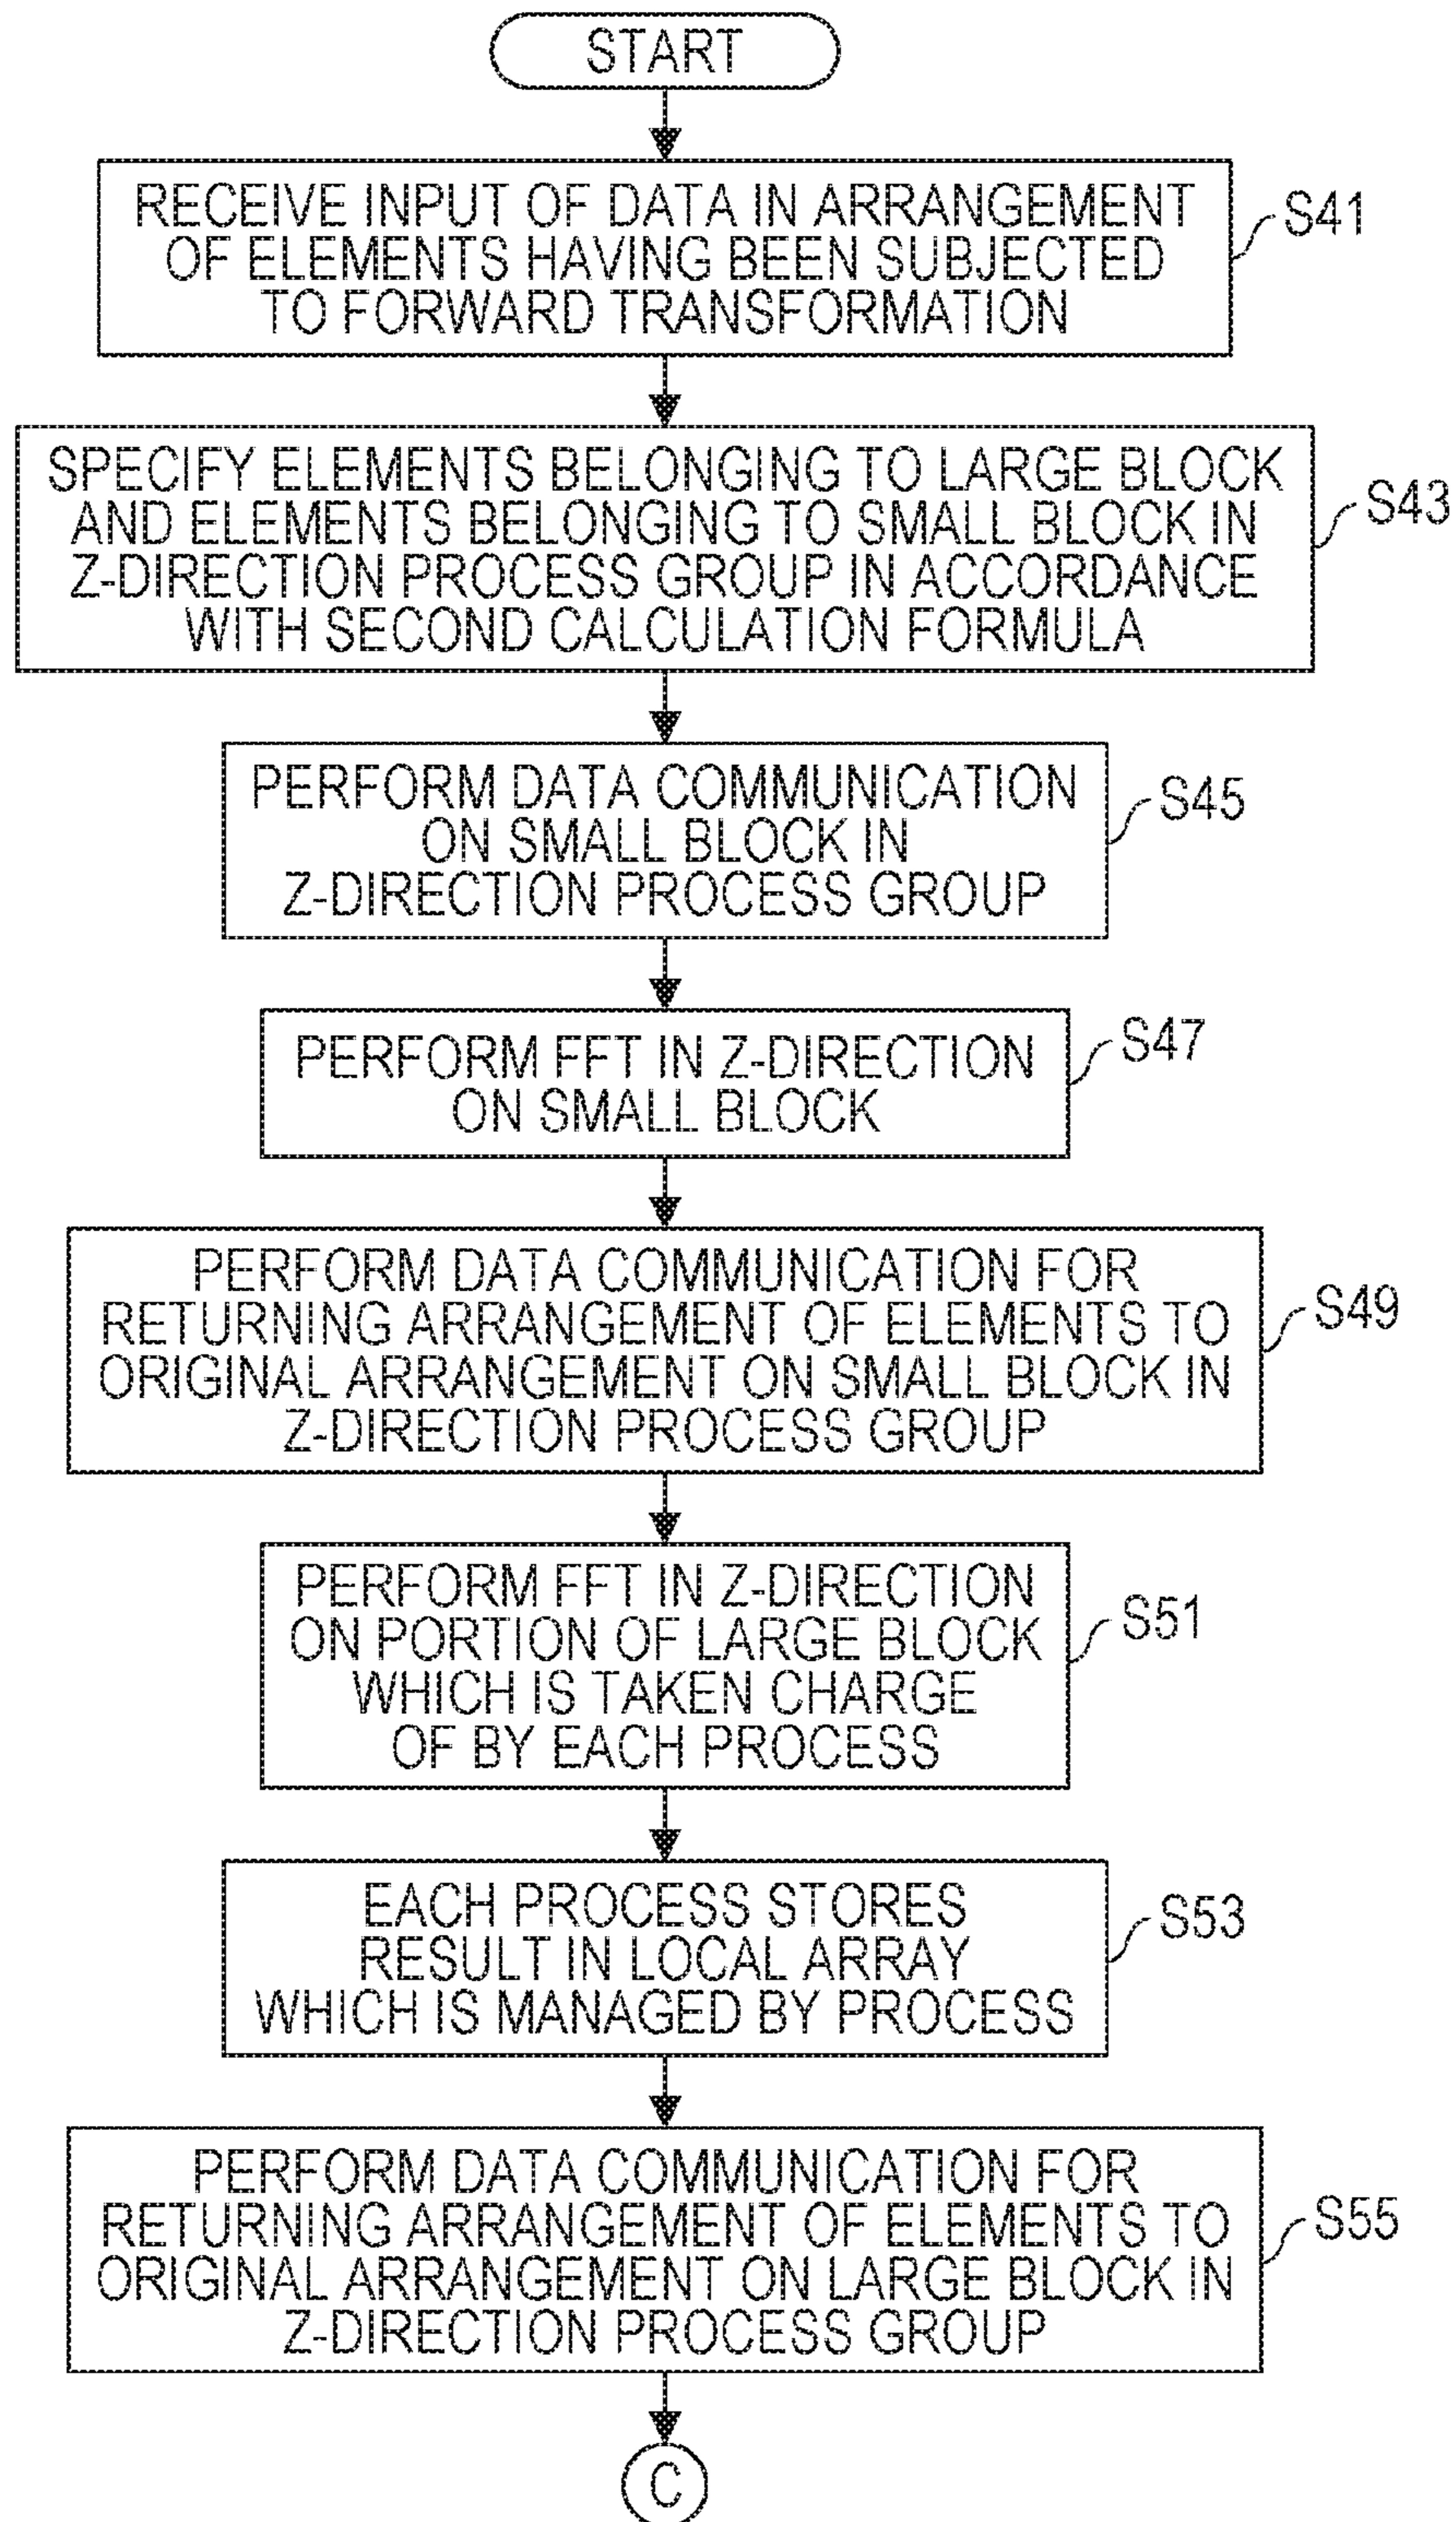 START
RECEIVE INPUT OF DATA IN ARRANGEMENT
OF ELEMENTS HAVING BEEN SUBJECTED
TO FORWARD TRANSFORMATION
S41
SPECIFY ELEMENTS BELONGING TO LARGE BLOCK
AND ELEMENTS BELONGING TO SMALL BLOCK IN
Z-DIRECTION PROCESS GROUP IN ACCORDANCE
WITH SECOND CALCULATION FORMULA
S43
PERFORM DATA COMMUNICATION
ON SMALL BLOCK IN
Z-DIRECTION PROCESS GROUP
S45
PERFORM FFT IN Z-DIRECTION
ON SMALL BLOCK
S47
PERFORM DATA COMMUNICATION FOR
RETURNING ARRANGEMENT OF ELEMENTS TO
ORIGINAL ARRANGEMENT ON SMALL BLOCK IN
Z-DIRECTION PROCESS GROUP
S49
PERFORM FFT IN Z-DIRECTION
ON PORTION OF LARGE BLOCK
WHICH IS TAKEN CHARGE
OF BY EACH PROCESS
S51
EACH PROCESS STORES
RESULT IN LOCAL ARRAY
WHICH IS MANAGED BY PROCESS
S53
PERFORM DATA COMMUNICATION FOR
RETURNING ARRANGEMENT OF ELEMENTS TO
ORIGINAL ARRANGEMENT ON LARGE BLOCK IN
Z-DIRECTION PROCESS GROUP
S55
C